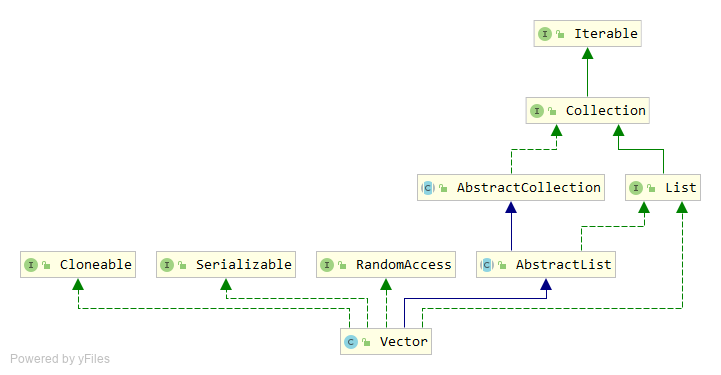 I Iterable
I Collection
C AbstractCollection
I List
I Cloneable
I Serializable
I RandomAccess
C AbstractList
C Vector
Powered by yFiles